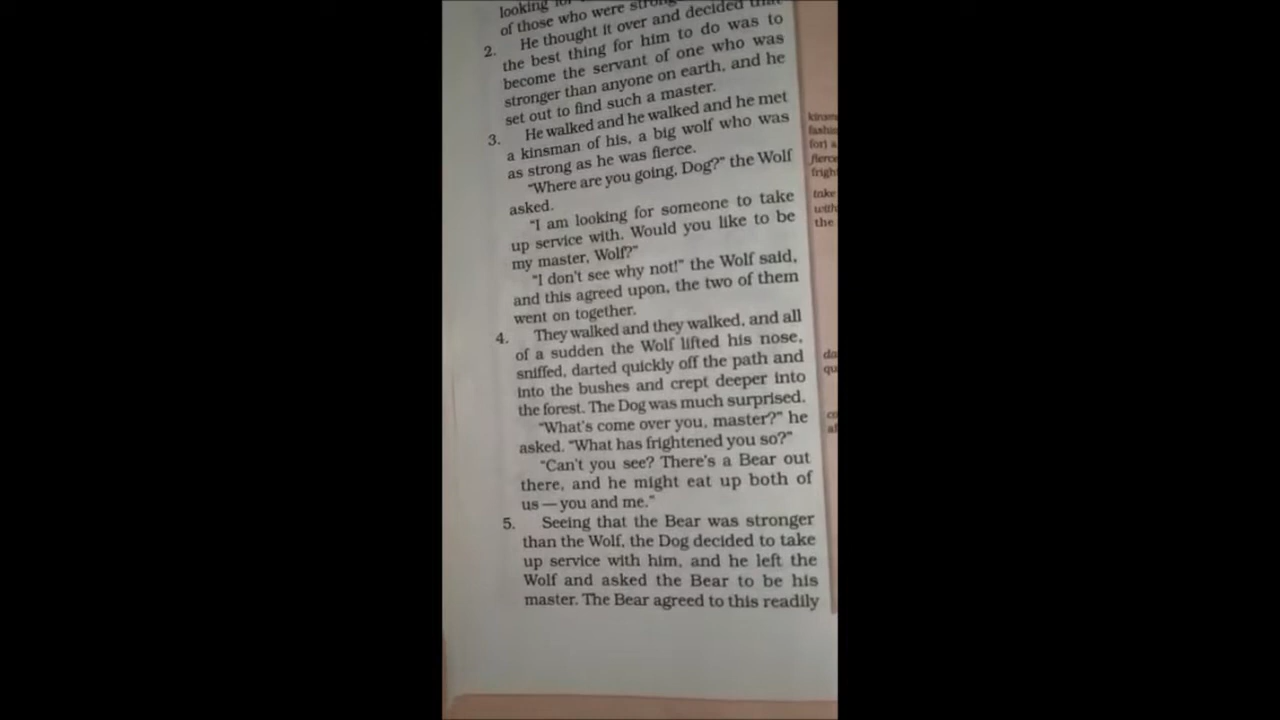 looking
of those who were strong
2. He thought it over and decided that
the best thing for him to do was to
become the servant of one who was
stronger than anyone on earth, and he
set out to find such a master.
3. He walked and he walked and he met
a kinsman of his, a big wolf who was
as strong as he was fierce.
"Where are you going, Dog?" the Wolf
asked.
"I am looking for someone to take
up service with. Would you like to be
my master, Wolf?"
"I don't see why not!" the Wolf said,
and this agreed upon, the two of them
went on together.
4. They walked and they walked, and all
of a sudden the Wolf lifted his nose,
sniffed, darted quickly off the path and
into the bushes and crept deeper into
the forest. The Dog was much surprised.
"What's come over you, master?" he
asked. "What has frightened you so?"
"Can't you see? There's a Bear out
there, and he might eat up both of
us — you and me."
5. Seeing that the Bear was stronger
than the Wolf, the Dog decided to take
up service with him, and he left the
Wolf and asked the Bear to be his
master. The Bear agreed to this readily
kinsm
fashi
for) a
fierce
frigh
take
with
the
da
qu
co
al